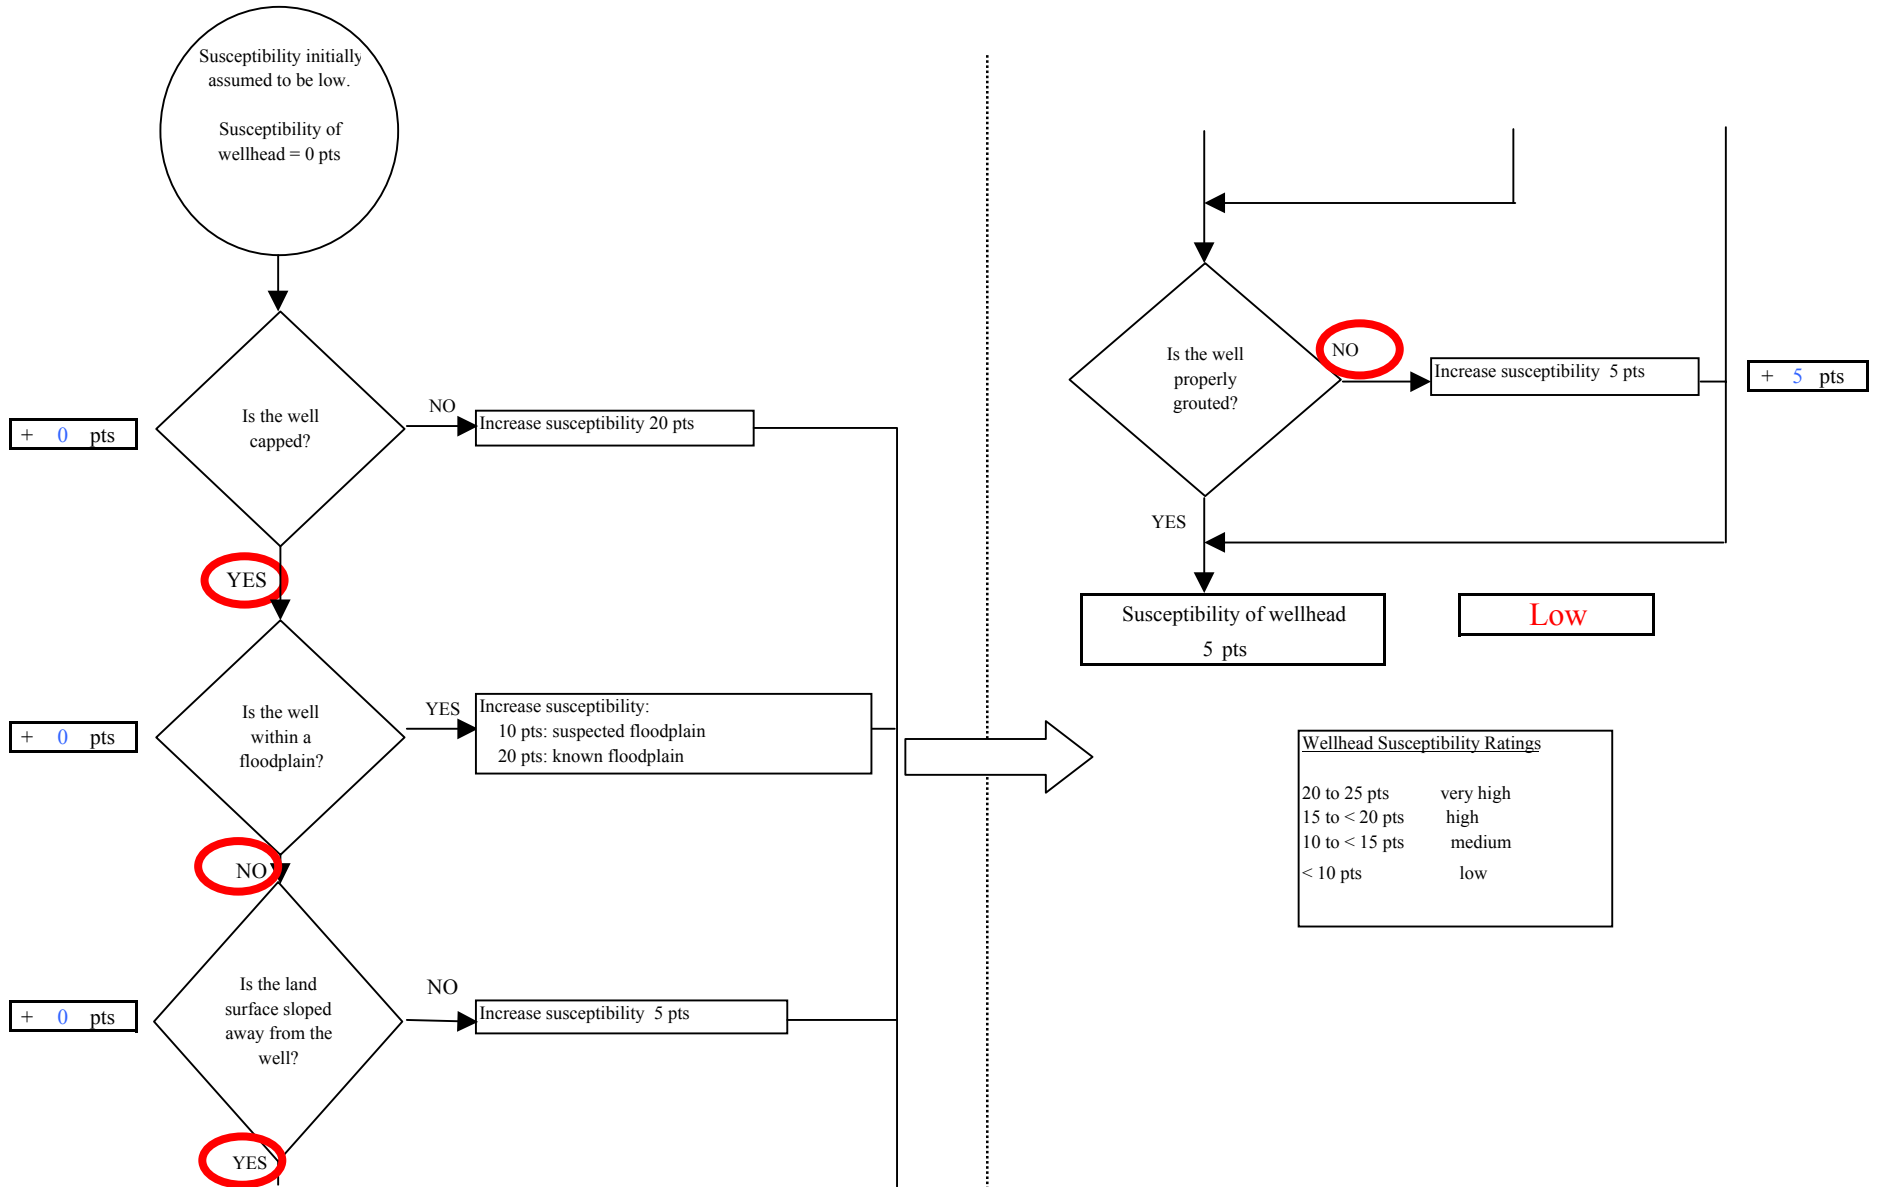 Susceptibility initially
assumed to be low.
Susceptibility of
wellhead = 0 pts
Is the well
capped?
NO
Increase susceptibility 20 pts
+ 0 pts
YES
Is the well
within a
floodplain?
YES
Increase susceptibility:
10 pts: suspected floodplain
20 pts: known floodplain
+ 0 pts
NO
Is the land
surface sloped
away from the
well?
NO
Increase susceptibility 5 pts
+ 0 pts
YES
Is the well
properly
grouted?
NO
Increase susceptibility 5 pts
+ 5 pts
YES
Susceptibility of wellhead
5 pts
Low
Wellhead Susceptibility Ratings
20 to 25 pts very high
15 to < 20 pts high
10 to < 15 pts medium
< 10 pts low